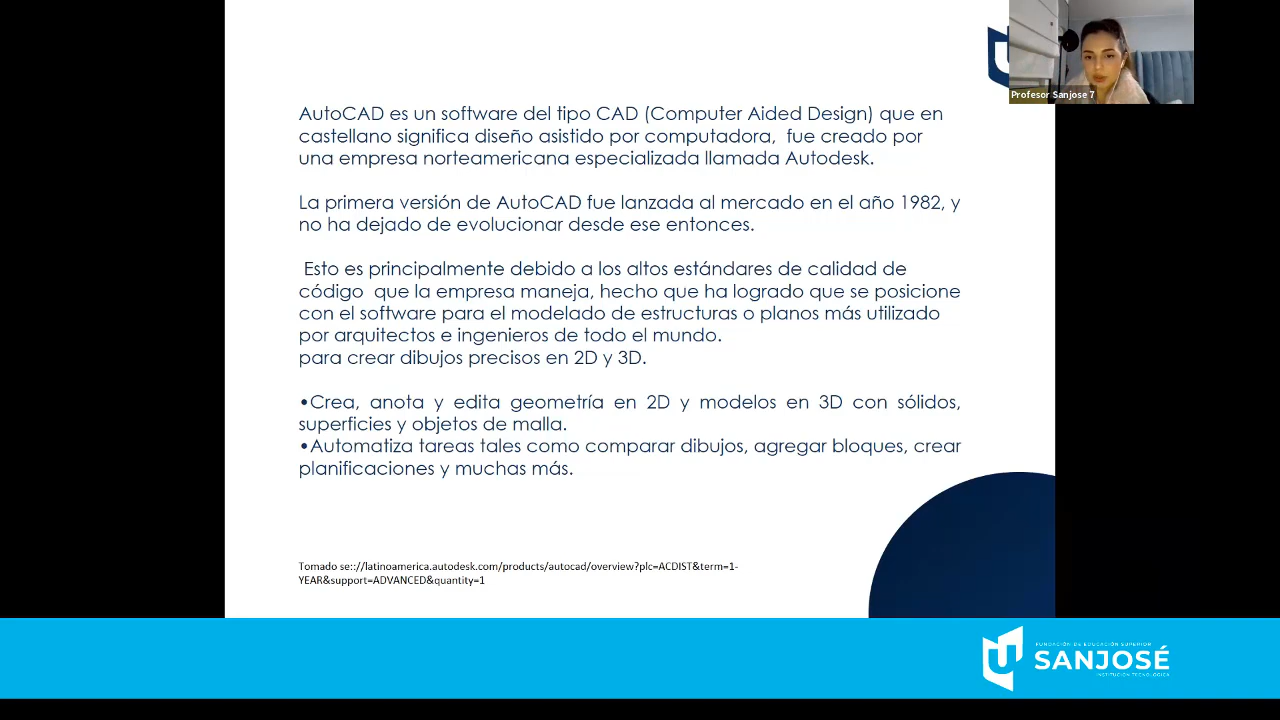 Profesor Sanjose 7
AutoCAD es un software del tipo CAD (Computer Aided Design) que en
castellano significa diseño asistido por computadora, fue creado por
una empresa norteamericana especializada llamada Autodesk.
La primera versión de AutoCAD fue lanzada al mercado en el año 1982, y
no ha dejado de evolucionar desde ese entonces.
Esto es principalmente debido a los altos estándares de calidad de
código que la empresa maneja, hecho que ha logrado que se posicione
con el software para el modelado de estructuras o planos más utilizado
por arquitectos e ingenieros de todo el mundo.
para crear dibujos precisos en 2D y 3D.
•Crea, anota y edita geometría en 2D y modelos en 3D con sólidos,
superficies y objetos de malla.
•Automatiza tareas tales como comparar dibujos, agregar bloques, crear
planificaciones y muchas más.
Tomado se:://latinoamerica.autodesk.com/products/autocad/overview?plc=ACDIST&term=1-
YEAR&support=ADVANCED&quantity=1
FUNDACIÓN DE EDUCACIÓN SUPERIOR
SANJOSÉ
INSTITUCIÓN TECNOLÓGICA